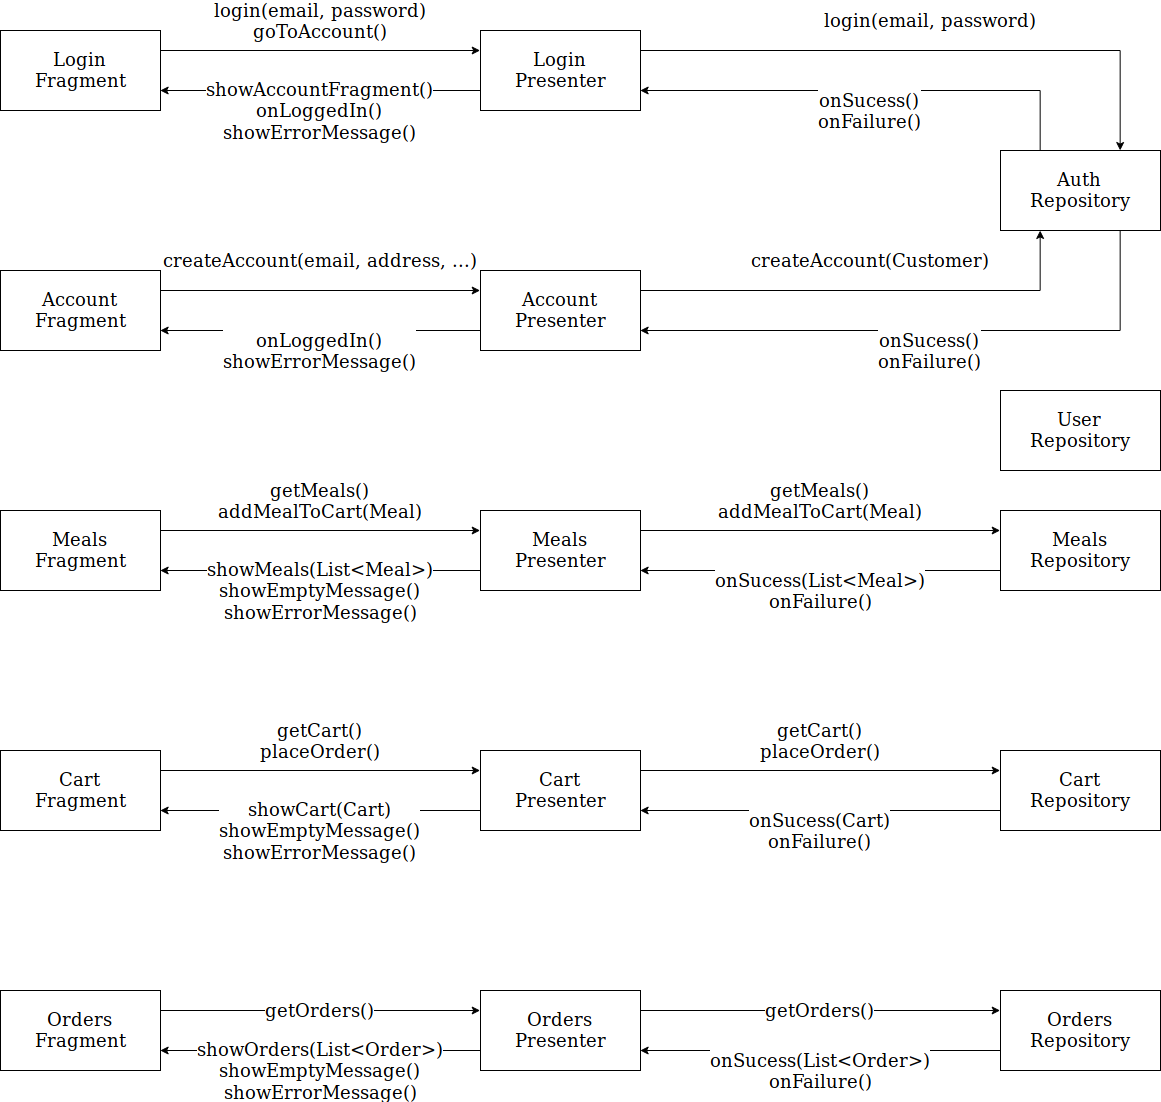 login(email, password)
goToAccount()
login(email, password)
Login
Fragment
Login
Presenter
showAccountFragment()
onLoggedIn()
showErrorMessage()
onSucess()
onFailure()
Auth
Repository
createAccount(email, address, ...)
createAccount(Customer)
Account
Fragment
Account
Presenter
onLoggedIn()
showErrorMessage()
onSucess()
onFailure()
User
Repository
getMeals()
addMealToCart(Meal)
getMeals()
addMealToCart(Meal)
Meals
Fragment
Meals
Presenter
Meals
Repository
showMeals(List<Meal>)
showEmptyMessage()
showErrorMessage()
onSucess(List<Meal>)
onFailure()
getCart()
placeOrder()
getCart()
placeOrder()
Cart
Fragment
Cart
Presenter
Cart
Repository
showCart(Cart)
showEmptyMessage()
showErrorMessage()
onSucess(Cart)
onFailure()
getOrders()
getOrders()
Orders
Fragment
Orders
Presenter
Orders
Repository
showOrders(List<Order>)
showEmptyMessage()
showErrorMessage()
onSucess(List<Order>)
onFailure()